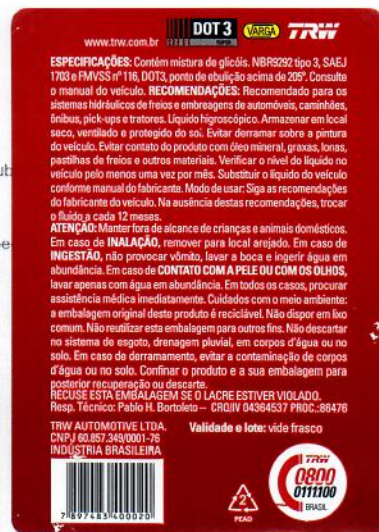 DOT 3
VARGA
TRW
www.trw.com.br
ESPECIFICAÇÕES: Contém mistura de glicóis. NBR9292 tipo 3, SAEJ
1703 e FMVSS nº 116, DOT3, ponto de ebulição acima de 205°. Consulte
o manual do veículo. RECOMENDAÇÕES: Recomendado para os
sistemas hidráulicos de freios e embreagens de automóveis, caminhões,
ônibus, pick-ups e tratores. Líquido higroscópico. Armazenar em local
seco, ventilado e protegido do sol. Evitar derramar sobre a pintura
do veículo. Evitar contato do produto com óleo mineral, graxas, lonas,
pastilhas de freios e outros materiais. Verificar o nível do líquido no
veículo pelo menos uma vez por mês. Substituir o líquido do veículo
conforme manual do fabricante. Modo de usar: Siga as recomendações
do fabricante do veículo. Na ausência destas recomendações, trocar
o fluido a cada 12 meses.
ATENÇÃO: Manter fora de alcance de crianças e animais domésticos.
Em caso de INALAÇÃO, remover para local arejado. Em caso de
INGESTÃO, não provocar vômito, lavar a boca e ingerir água em
abundância. Em caso de CONTATO COM A PELE OU COM OS OLHOS,
lavar apenas com água em abundância. Em todos os casos, procurar
assistência médica imediatamente. Cuidados com o meio ambiente:
a embalagem original deste produto é reciclável. Não dispor em lixo
comum. Não reutilizar esta embalagem para outros fins. Não descartar
no sistema de esgoto, drenagem pluvial, em corpos d'água ou no
solo. Em caso de derramamento, evitar a contaminação de corpos
d'água ou no solo. Confinar o produto e a sua embalagem para
posterior recuperação ou descarte.
RECUSE ESTA EMBALAGEM SE O LACRE ESTIVER VIOLADO.
Resp. Técnico: Pablo H. Bortoleto – CRQ/IV 04364537 PROC.:86476
TRW AUTOMOTIVE LTDA.
CNPJ 60.857.349/0001-76
INDÚSTRIA BRASILEIRA
Validade e lote: vide frasco
7 897483 400020
2
PEAD
TRW
0800
0111100
BRASIL